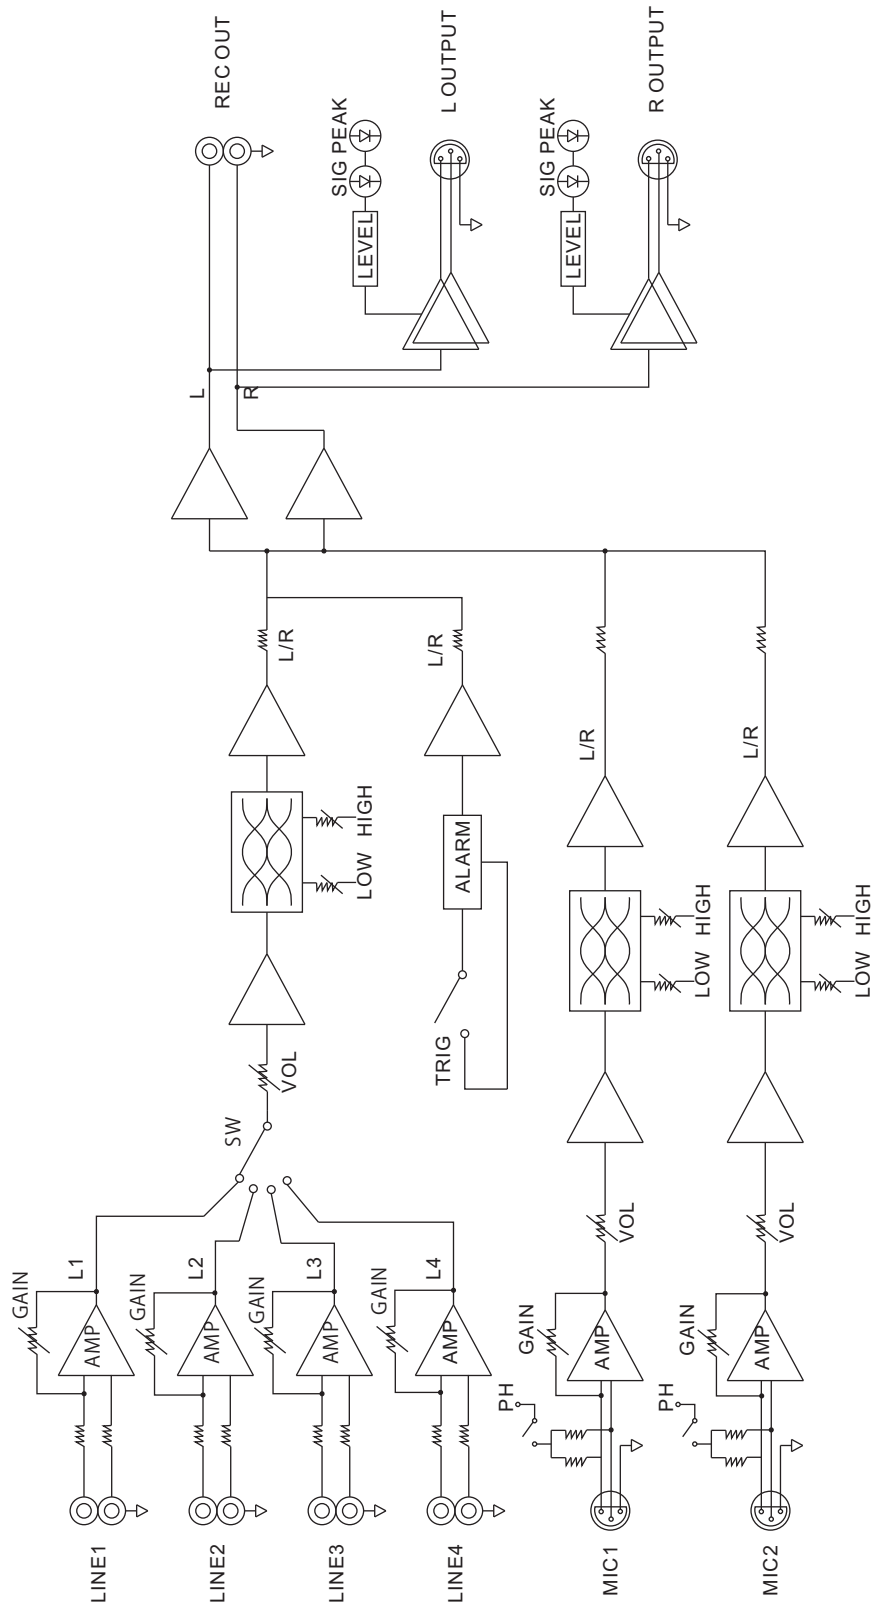 REC OUT
SIG PEAK
L OUTPUT
SIG PEAK
R OUTPUT
LEVEL
LEVEL
L
R
L/R
L/R
L/R
L/R
HIGH
LOW
ALARM
TRIG
HIGH
LOW
HIGH
LOW
VOL
SW
VOL
VOL
GAIN
L1
GAIN
L2
GAIN
L3
GAIN
L4
GAIN
GAIN
AMP
AMP
AMP
AMP
AMP
AMP
PH
PH
LINE1
LINE2
LINE3
LINE4
MIC1
MIC2